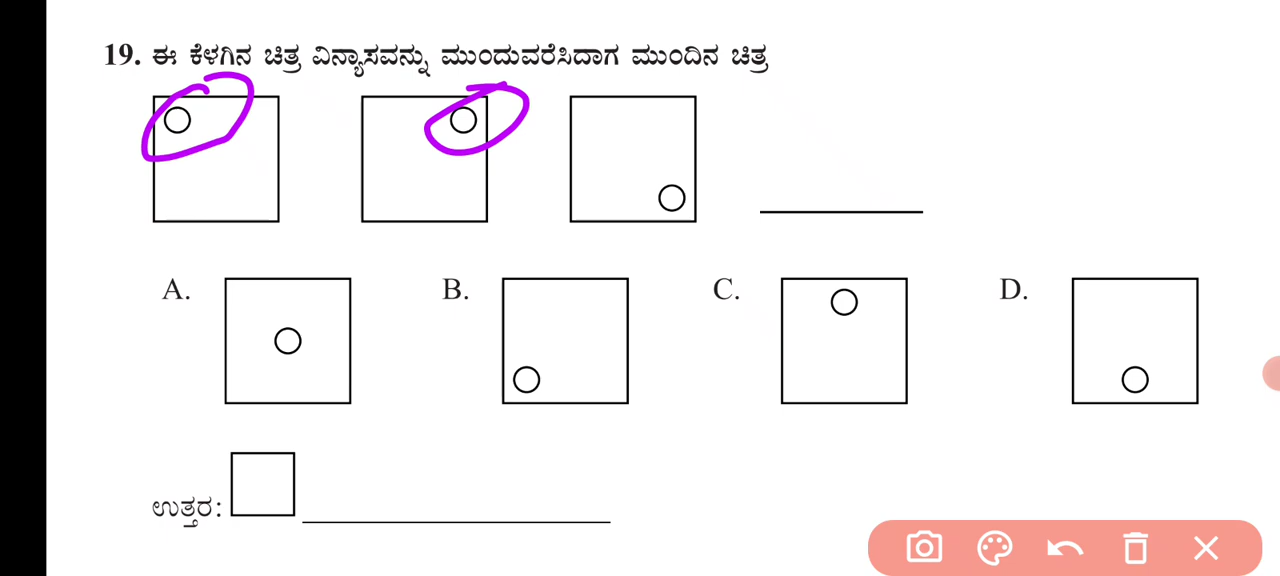 19. ಈ ಕೆಳಗಿನ ಚಿತ್ರ ವಿನ್ಯಾಸವನ್ನು ಮುಂದುವರೆಸಿದಾಗ ಮುಂದಿನ ಚಿತ್ರ
A. B. C. D.
ಉತ್ತರ: